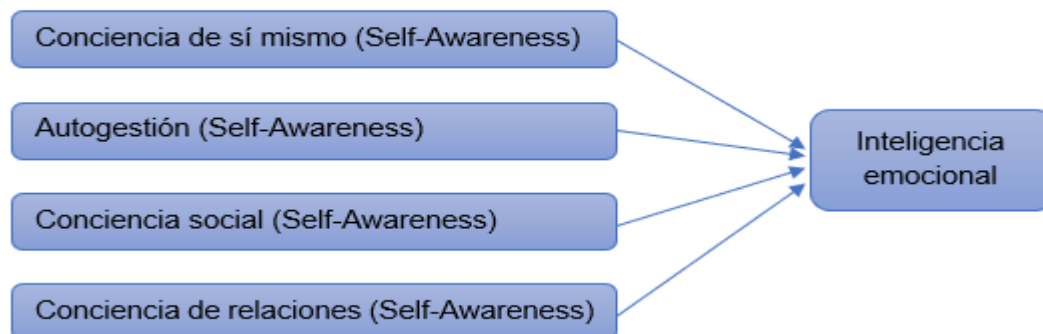 Conciencia de sí mismo (Self-Awareness)
Autogestión (Self-Awareness)
Conciencia social (Self-Awareness)
Conciencia de relaciones (Self-Awareness)
Inteligencia
emocional